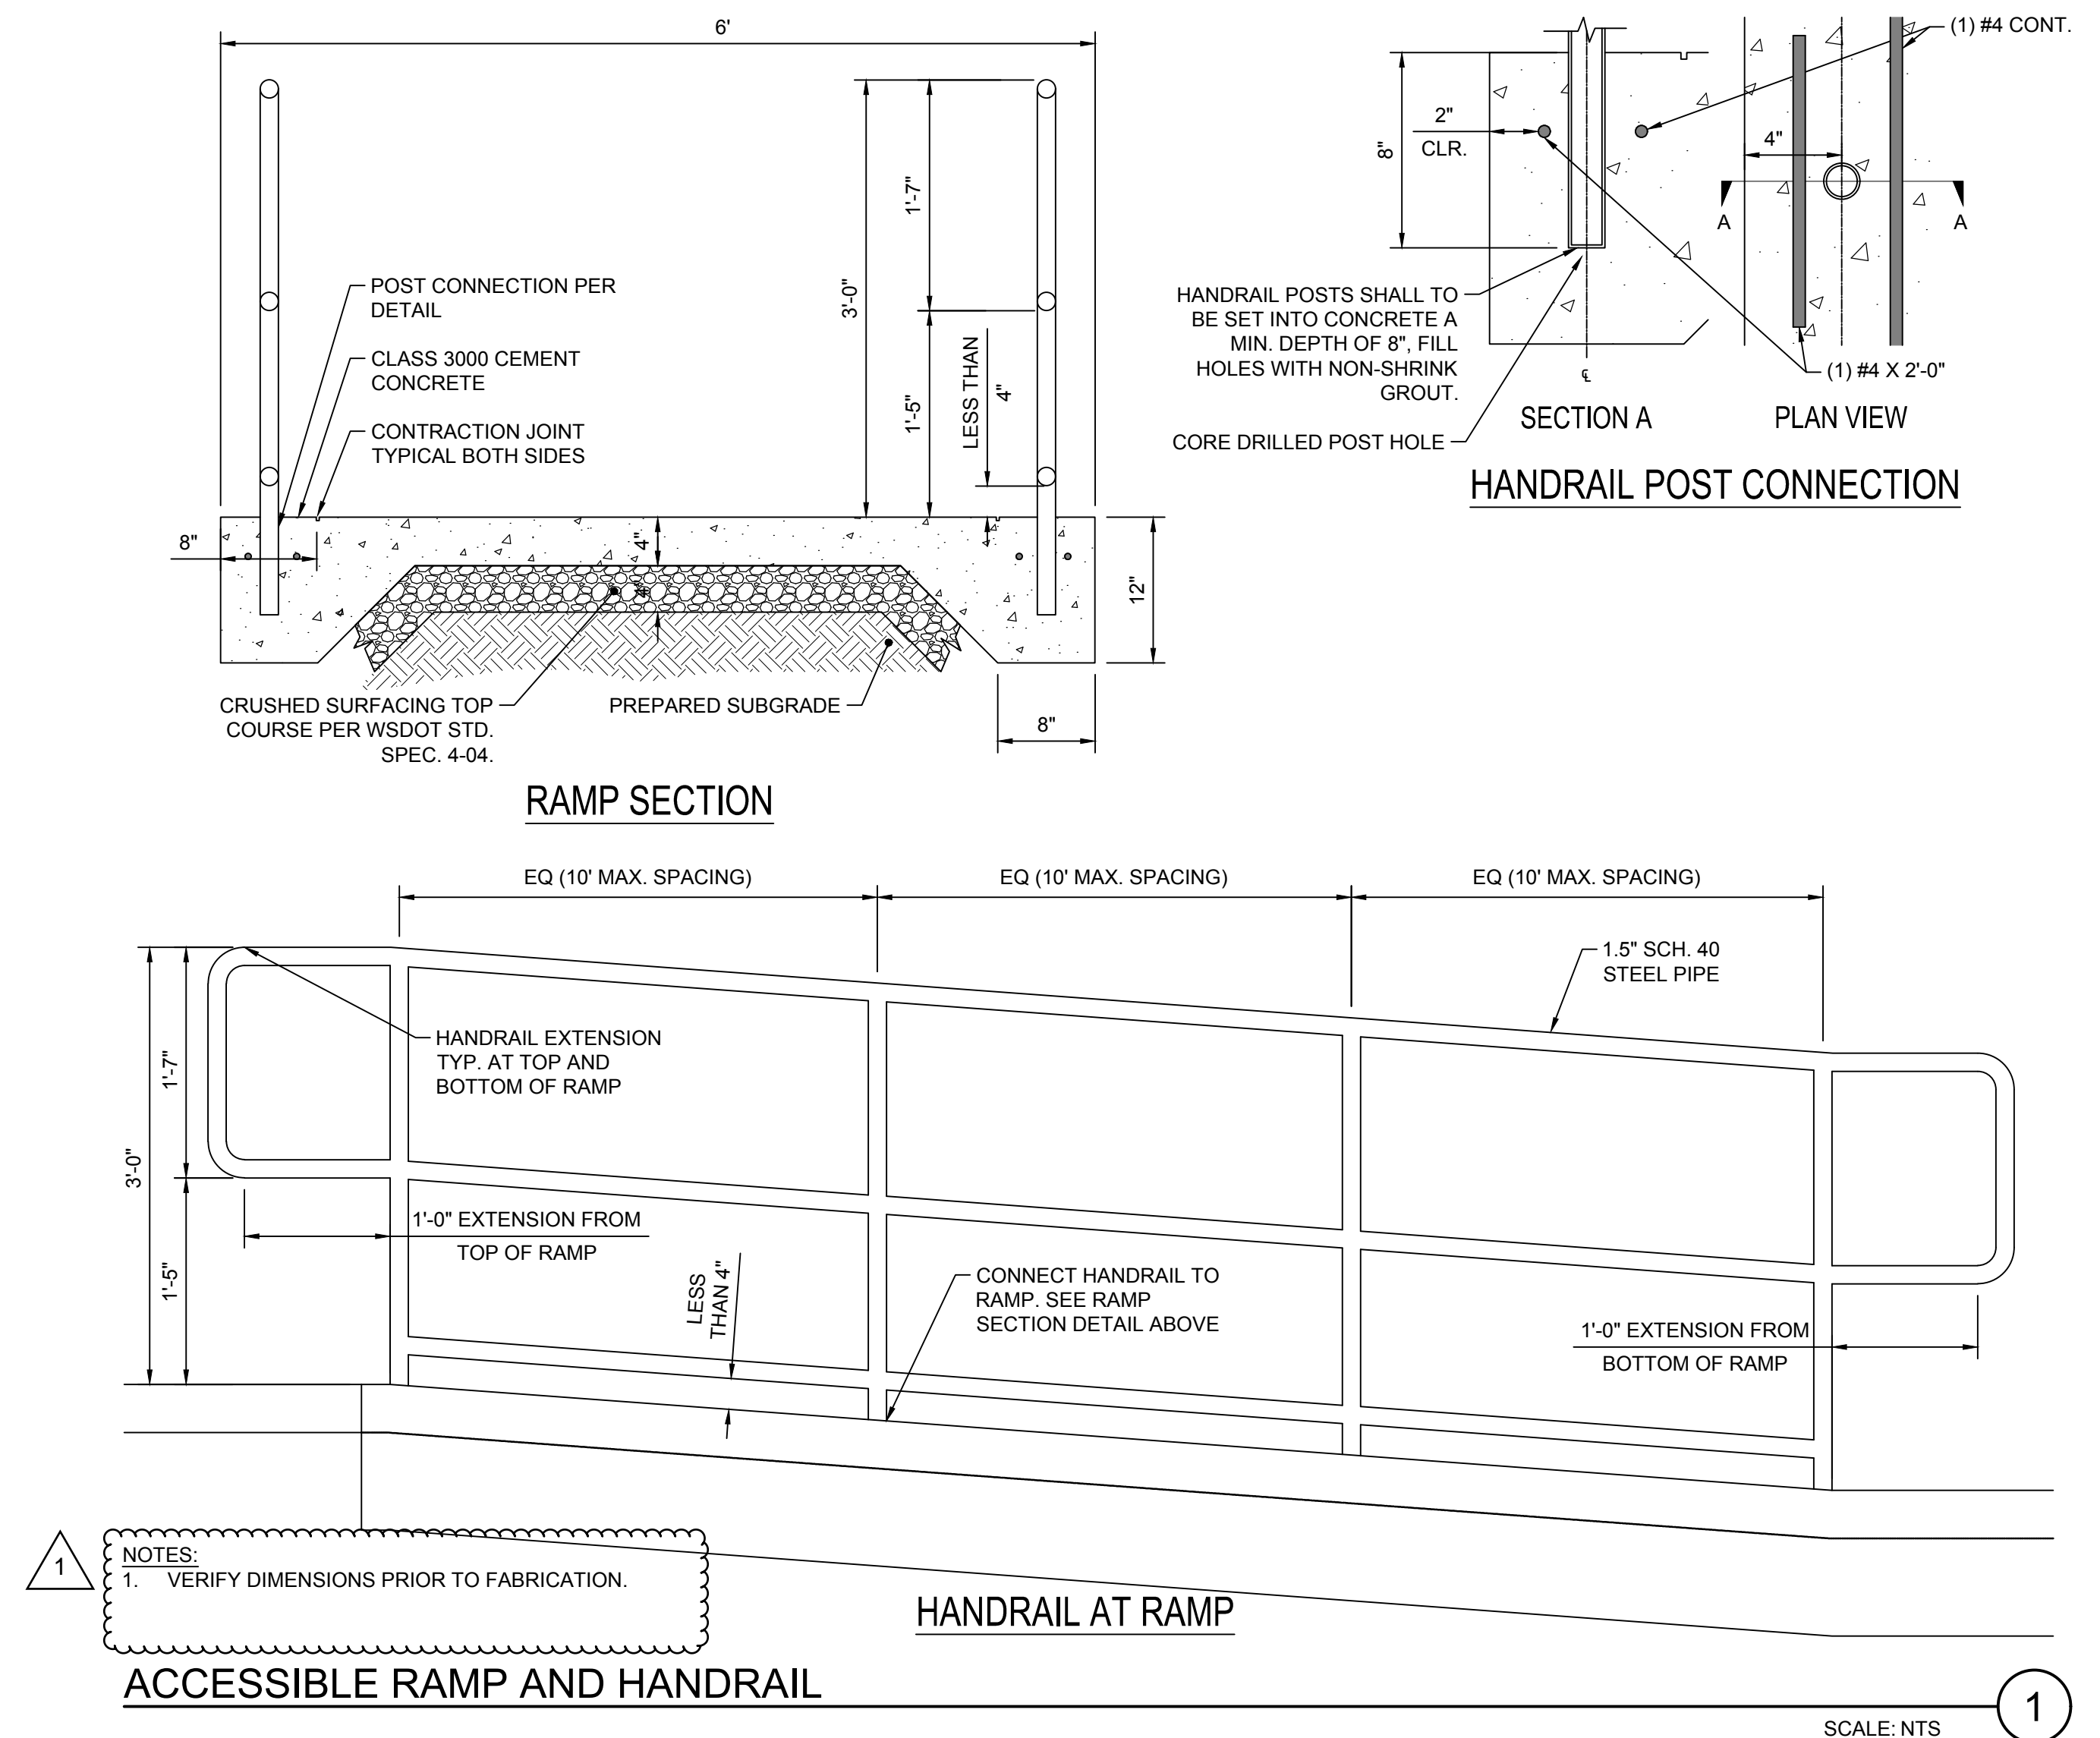 6'
3'-0"
1'-7"
1'-5"
LESS THAN
4"
POST CONNECTION PER
DETAIL
CLASS 3000 CEMENT
CONCRETE
CONTRACTION JOINT
TYPICAL BOTH SIDES
8"
4"
4"
12"
8"
CRUSHED SURFACING TOP
COURSE PER WSDOT STD.
SPEC. 4-04.
PREPARED SUBGRADE
RAMP SECTION
(1) #4 CONT.
8"
2"
CLR.
4"
A
A
HANDRAIL POSTS SHALL TO
BE SET INTO CONCRETE A
MIN. DEPTH OF 8", FILL
HOLES WITH NON-SHRINK
GROUT.
CORE DRILLED POST HOLE
℄
(1) #4 X 2'-0"
SECTION A
PLAN VIEW
HANDRAIL POST CONNECTION
EQ (10' MAX. SPACING)
EQ (10' MAX. SPACING)
EQ (10' MAX. SPACING)
1.5" SCH. 40
STEEL PIPE
HANDRAIL EXTENSION
TYP. AT TOP AND
BOTTOM OF RAMP
1'-7"
3'-0"
1'-5"
1'-0" EXTENSION FROM
TOP OF RAMP
LESS
THAN 4"
CONNECT HANDRAIL TO
RAMP. SEE RAMP
SECTION DETAIL ABOVE
1'-0" EXTENSION FROM
BOTTOM OF RAMP
1
NOTES:
1. VERIFY DIMENSIONS PRIOR TO FABRICATION.
HANDRAIL AT RAMP
ACCESSIBLE RAMP AND HANDRAIL
1
SCALE: NTS